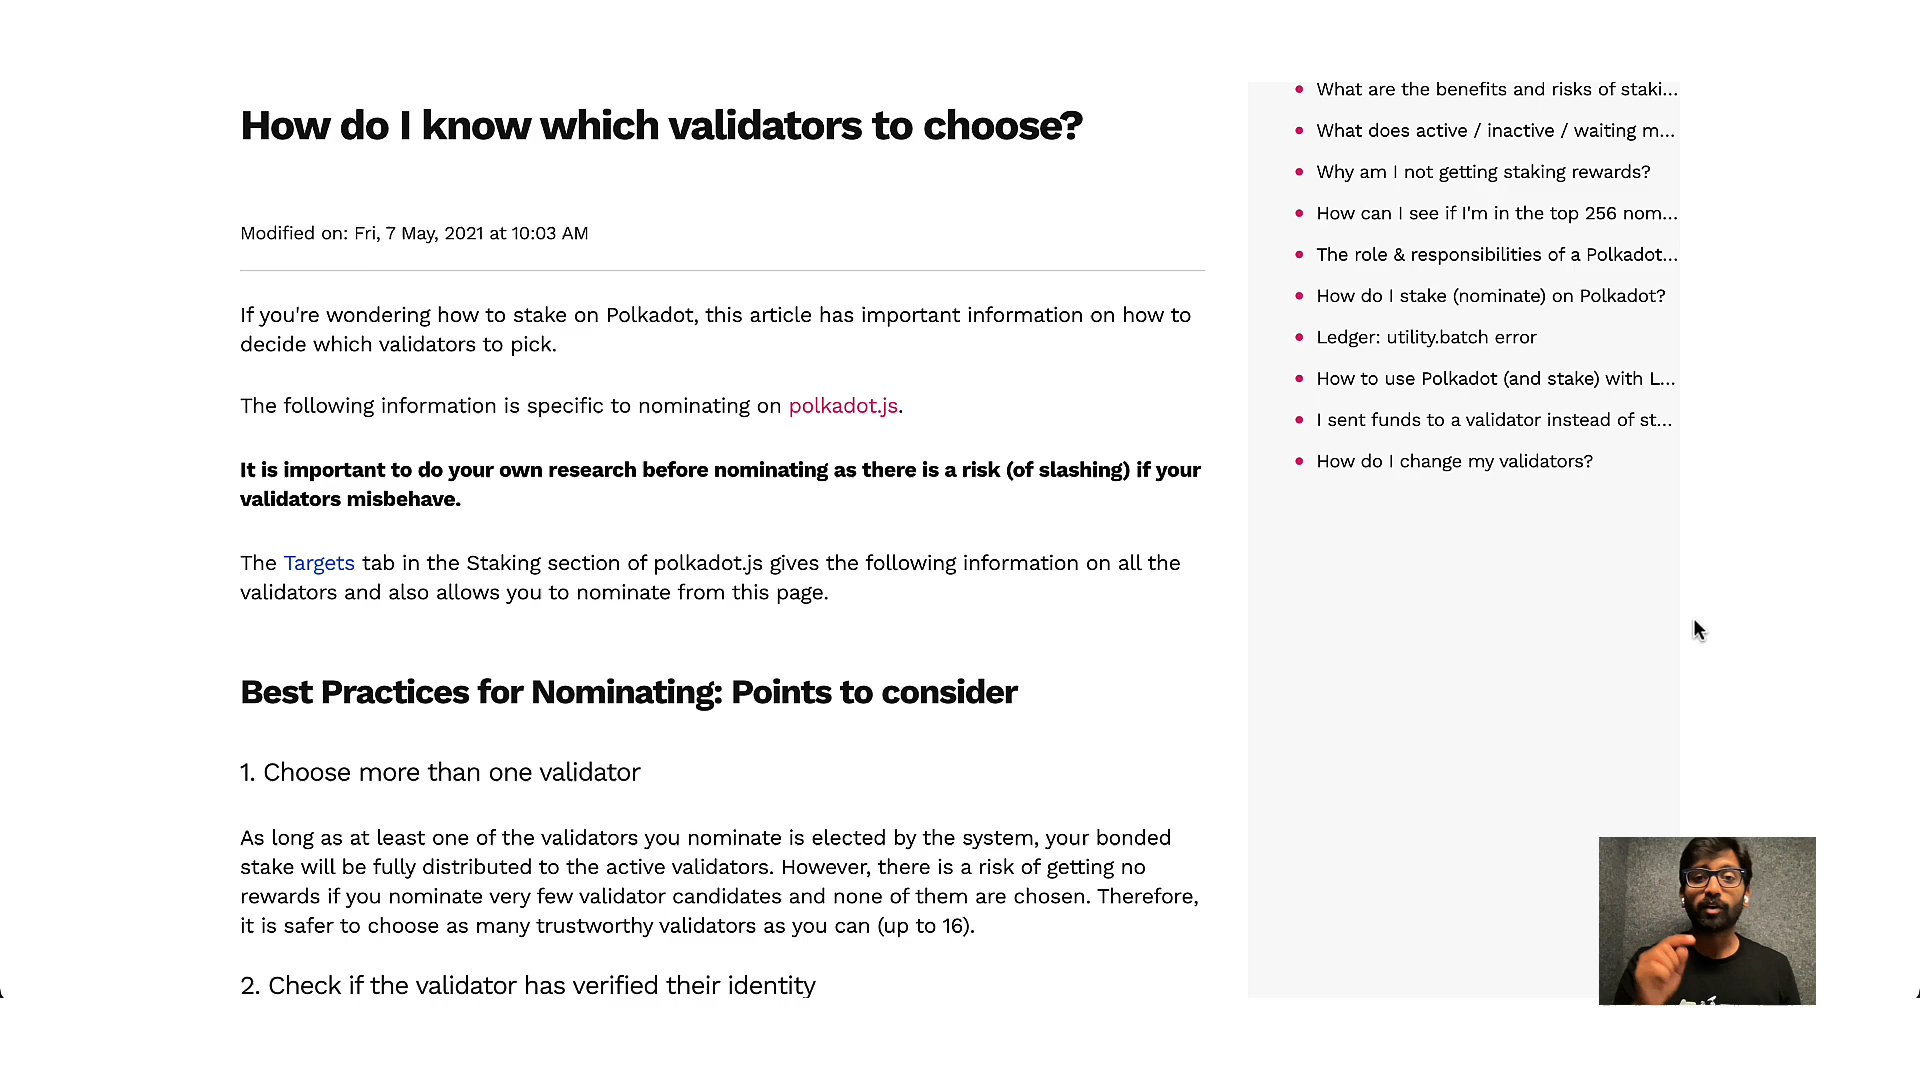 How do I know which validators to choose?
Modified on: Fri, 7 May, 2021 at 10:03 AM
If you're wondering how to stake on Polkadot, this article has important information on how to
decide which validators to pick.
The following information is specific to nominating on polkadot.js.
It is important to do your own research before nominating as there is a risk (of slashing) if your
validators misbehave.
The Targets tab in the Staking section of polkadot.js gives the following information on all the
validators and also allows you to nominate from this page.
Best Practices for Nominating: Points to consider
1. Choose more than one validator
As long as at least one of the validators you nominate is elected by the system, your bonded
stake will be fully distributed to the active validators. However, there is a risk of getting no
rewards if you nominate very few validator candidates and none of them are chosen. Therefore,
it is safer to choose as many trustworthy validators as you can (up to 16).
2. Check if the validator has verified their identity
What are the benefits and risks of staki...
What does active / inactive / waiting m...
Why am I not getting staking rewards?
How can I see if I'm in the top 256 nom...
The role & responsibilities of a Polkadot...
How do I stake (nominate) on Polkadot?
Ledger: utility.batch error
How to use Polkadot (and stake) with L...
I sent funds to a validator instead of st...
How do I change my validators?